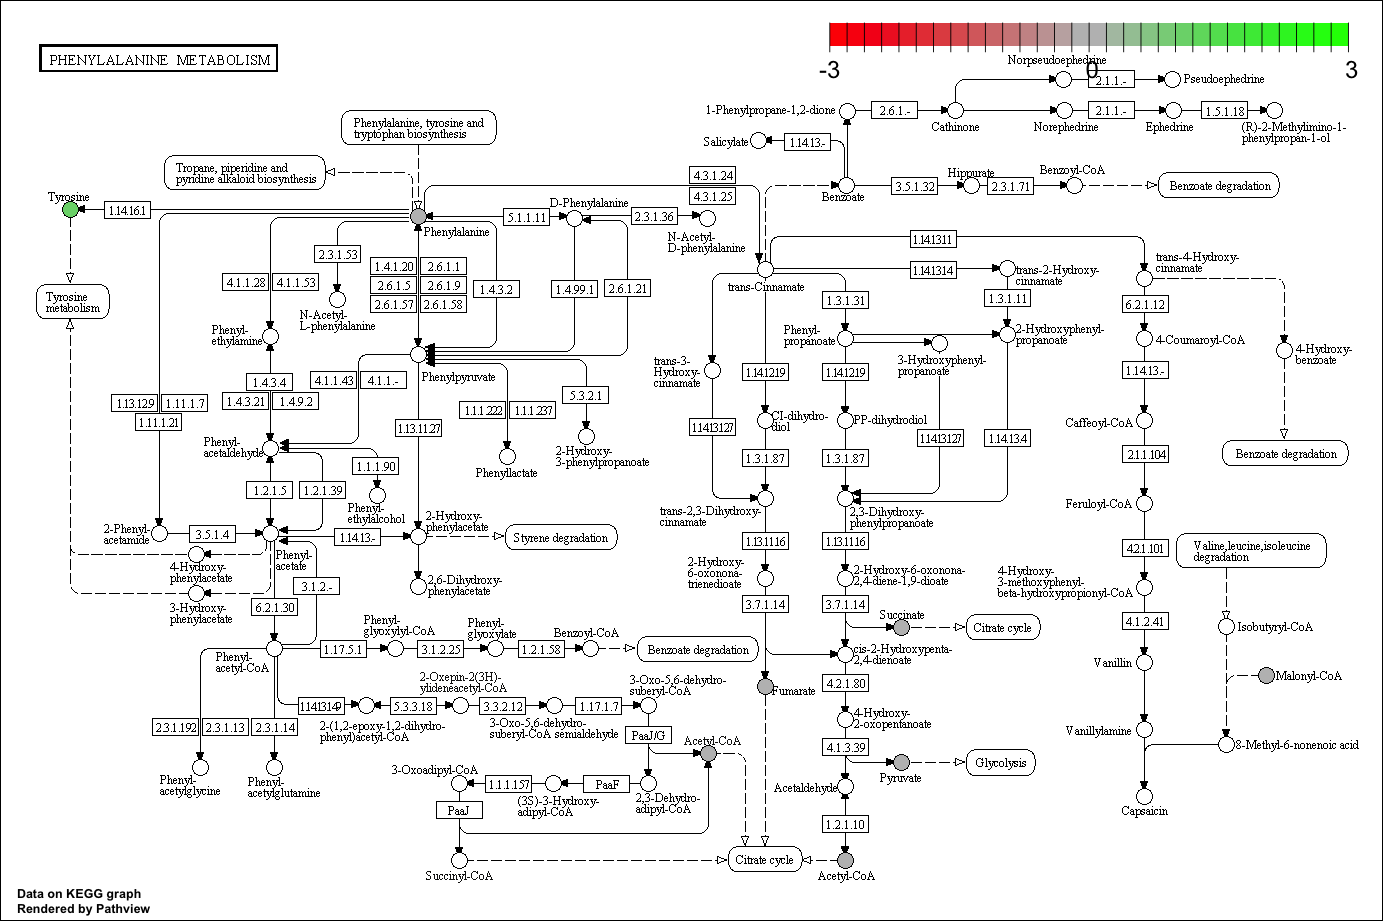 PHENYLALANINE METABOLISM
-3
0
3
Norpseudoephedrine
2.1.1.-
Pseudoephedrine
1-Phenylpropane-1,2-dione
2.6.1.-
Cathinone
2.1.1.-
Norephedrine
Ephedrine
1.5.1.18
(R)-2-Methylimino-1-
phenylpropan-1-ol
Phenylalanine, tyrosine and
tryptophan biosynthesis
Salicylate
1.14.13.-
Tropane, piperidine and
pyridine alkaloid biosynthesis
4.3.1.24
4.3.1.25
Benzoate
3.5.1.32
Hippurate
2.3.1.71
Benzoyl-CoA
Benzoate degradation
Tyrosine
1.14.16.1
Phenylalanine
5.1.1.11
D-Phenylalanine
2.3.1.36
N-Acetyl-
D-phenylalanine
1.14.1311
2.3.1.53
4.1.1.28
4.1.1.53
1.4.1.20
2.6.1.1
2.6.1.5
2.6.1.9
2.6.1.57
2.6.1.58
1.4.3.2
1.4.99.1
2.6.1.21
trans-Cinnamate
1.14.1314
trans-2-Hydroxy-
cinnamate
trans-4-Hydroxy-
cinnamate
Tyrosine
metabolism
N-Acetyl-
L-phenylalanine
1.3.1.31
1.3.1.11
6.2.1.12
Phenyl-
ethylamine
Phenyl-
propanoate
2-Hydroxyphenyl-
propanoate
4-Coumaroyl-CoA
4-Hydroxy-
benzoate
Phenylpyruvate
trans-3-
Hydroxy-
cinnamate
3-Hydroxyphenyl-
propanoate
1.4.3.4
1.4.3.21
1.4.9.2
4.1.1.43
4.1.1.-
1.14.1219
1.14.1219
1.14.13.-
1.13.129
1.11.1.7
1.11.1.21
1.1.1.222
1.1.1.237
5.3.2.1
1.13.11.27
CI-dihydro-
diol
PP-dihydrodiol
Caffeoyl-CoA
11413127
11413127
1.14.13.4
Phenyl-
acetaldehyde
Phenyllactate
2-Hydroxy-
3-phenylpropanoate
1.3.1.87
1.3.1.87
2.1.1.104
Benzoate degradation
1.1.1.90
1.2.1.5
1.2.1.39
Phenyl-
ethylalcohol
trans-2,3-Dihydroxy-
cinnamate
2,3-Dihydroxy-
phenylpropanoate
Feruloyl-CoA
2-Phenyl-
acetamide
3.5.1.4
Phenyl-
acetate
1.14.13.-
2-Hydroxy-
phenylacetate
Styrene degradation
1.13.1116
1.13.1116
4.2.1.101
Valine,leucine,isoleucine
degradation
4-Hydroxy-
phenylacetate
3-Hydroxy-
phenylacetate
3.1.2.-
6.2.1.30
2,6-Dihydroxy-
phenylacetate
2-Hydroxy-
6-oxonona-
trienedioate
2-Hydroxy-6-oxonona-
2,4-diene-1,9-dioate
4-Hydroxy-
3-methoxyphenyl-
beta-hydroxypropionyl-CoA
3.7.1.14
3.7.1.14
Succinate
Citrate cycle
4.1.2.41
Isobutyryl-CoA
Phenyl-
acetyl-CoA
1.17.5.1
Phenyl-
glyoxylyl-CoA
3.1.2.25
Phenyl-
glyoxylate
1.2.1.58
Benzoyl-CoA
Benzoate degradation
cis-2-Hydroxypenta-
2,4-dienoate
Vanillin
Malonyl-CoA
Fumarate
4.2.1.80
11413149
2-(1,2-epoxy-1,2-dihydro-
phenyl)acetyl-CoA
5.3.3.18
2-Oxepin-2(3H)-
ylideneacetyl-CoA
3.3.2.12
3-Oxo-5,6-dehydro-
suberyl-CoA semialdehyde
1.17.1.7
3-Oxo-5,6-dehydro-
suberyl-CoA
4-Hydroxy-
2-oxopentanoate
Vanillylamine
8-Methyl-6-nonenoic acid
2.3.1.192
2.3.1.13
2.3.1.14
PaaJ/G
Acetyl-CoA
4.1.3.39
Pyruvate
Glycolysis
Phenyl-
acetylglycine
Phenyl-
acetylglutamine
3-Oxoadipyl-CoA
1.1.1.157
(3S)-3-Hydroxy-
adipyl-CoA
PaaF
2,3-Dehydro-
adipyl-CoA
Acetaldehyde
PaaJ
1.2.1.10
Capsaicin
Succinyl-CoA
Citrate cycle
Acetyl-CoA
Data on KEGG graph
Rendered by Pathview